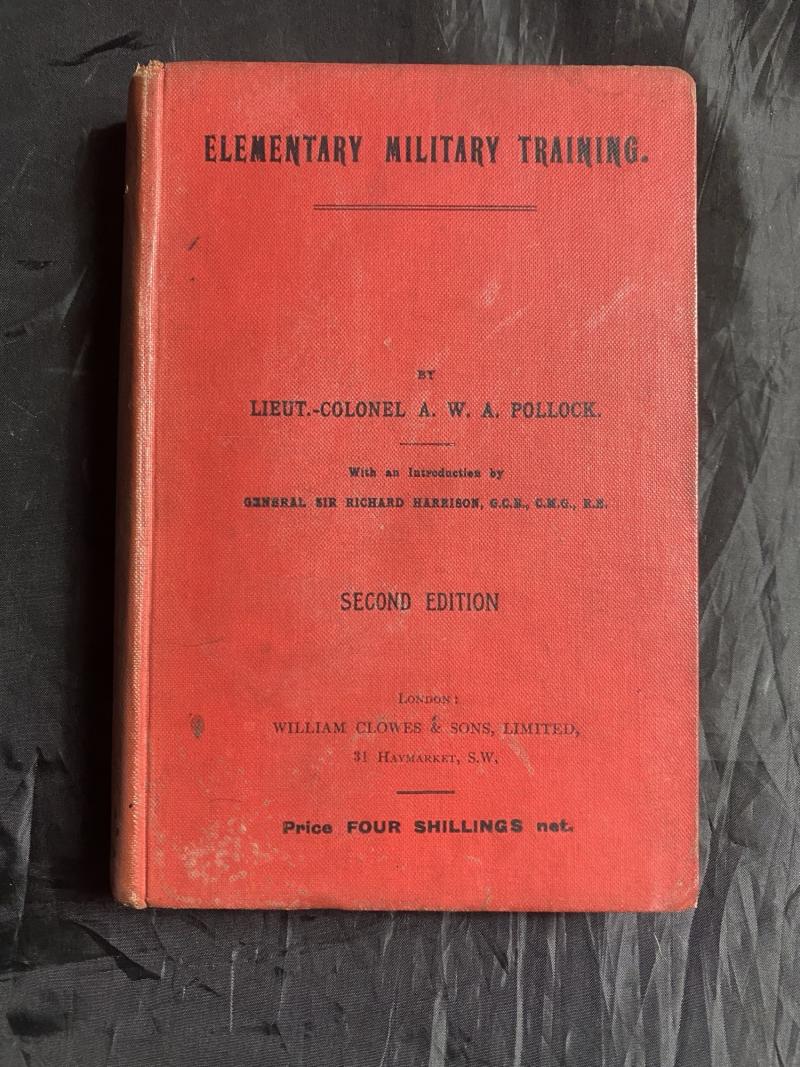 ELEMENTARY MILITARY TRAINING.
BY
LIEUT.-COLONEL A. W. A. POLLOCK.
With an Introduction by
GENERAL SIR RICHARD HARRISON, G.C.B., C.M.G., R.E.
SECOND EDITION
LONDON:
WILLIAM CLOWES & SONS, LIMITED,
31 HAYMARKET, S.W.
Price FOUR SHILLINGS net.